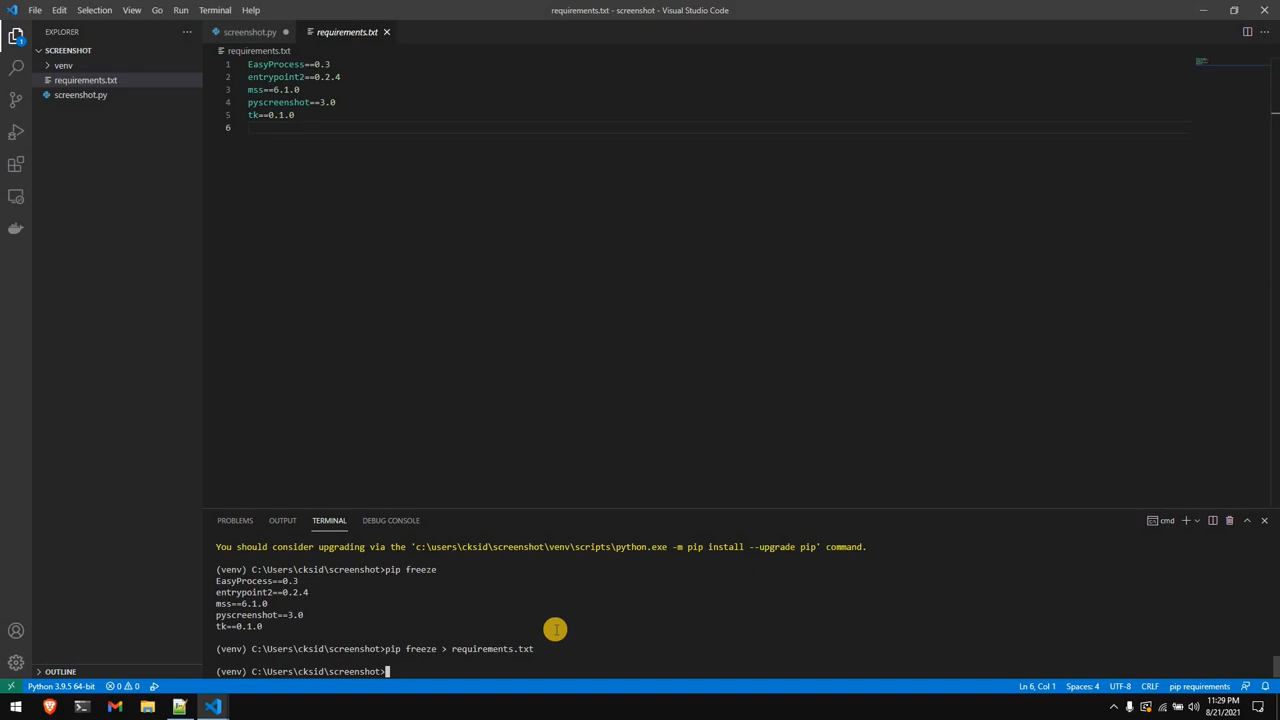 File Edit Selection View Go Run Terminal Help
requirements.txt - screenshot - Visual Studio Code
EXPLORER
SCREENSHOT
venv
requirements.txt
screenshot.py
OUTLINE
screenshot.py
requirements.txt
requirements.txt
1 EasyProcess==0.3
2 entrypoint2==0.2.4
3 mss==6.1.0
4 pyscreenshot==3.0
5 tk==0.1.0
6
PROBLEMS OUTPUT TERMINAL DEBUG CONSOLE
cmd
You should consider upgrading via the 'c:\users\cksid\screenshot\venv\scripts\python.exe -m pip install --upgrade pip' command.
(venv) C:\Users\cksid\screenshot>pip freeze
EasyProcess==0.3
entrypoint2==0.2.4
mss==6.1.0
pyscreenshot==3.0
tk==0.1.0
(venv) C:\Users\cksid\screenshot>pip freeze > requirements.txt
(venv) C:\Users\cksid\screenshot>
Python 3.9.5 64-bit 0 0 Ln 6, Col 1 Spaces: 4 UTF-8 CRLF pip requirements
11:29 PM
8/21/2021